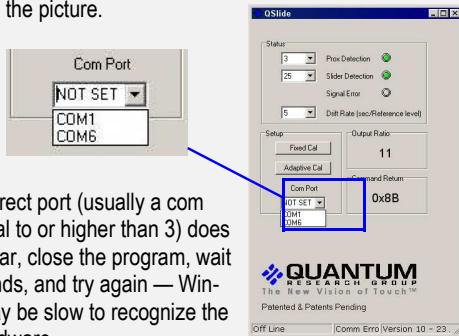 the picture.
Com Port
NOT SET
COM1
COM6
rect port (usually a com
al to or higher than 3) does
ar, close the program, wait
nds, and try again — Win-
ay be slow to recognize the
QSlide
Status
3 Prox Detection
25 Slider Detection
Signal Error
5 Drift Rate (sec/Reference level)
Setup
Fixed Cal
Adaptive Cal
Com Port
NOT SET
COM1
COM6
Output Ratio
11
Command Return
0x8B
QUANTUM
RESEARCH GROUP
The New Vision of Touch™
Patented & Patents Pending
Off Line Comm Erro Version 10 - 23 .